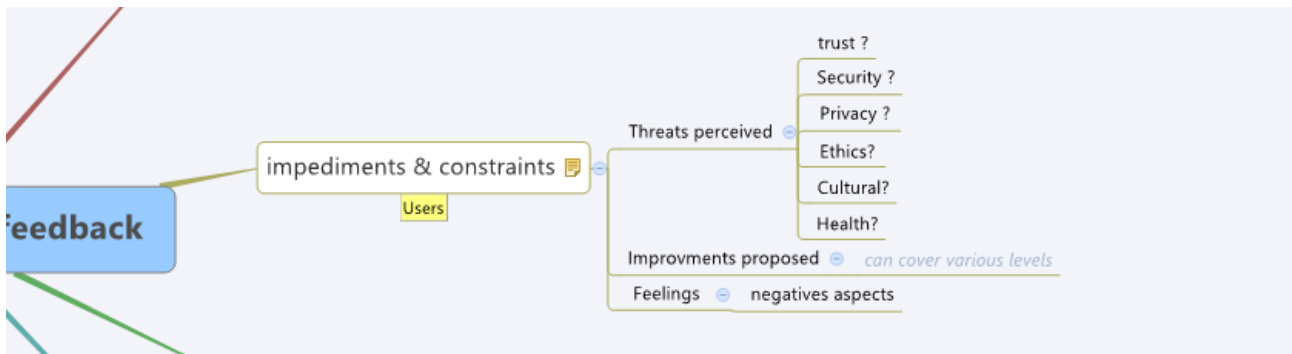 trust ?
Security ?
Privacy ?
Threats perceived
Ethics?
impediments & constraints
Cultural?
Users
Health?
feedback
Improvments proposed can cover various levels
Feelings negatives aspects